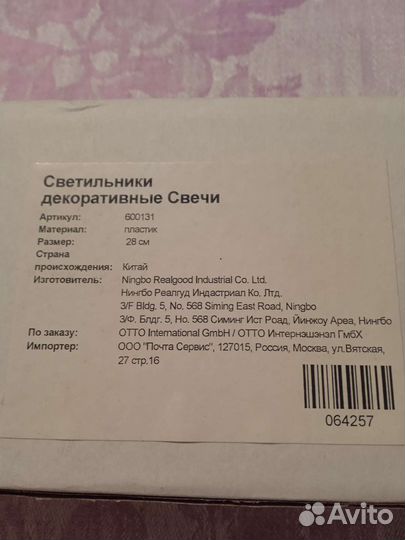 Светильники
декоративные Свечи
Артикул: 600131
Материал: пластик
Размер: 28 см
Страна
происхождения: Китай
Изготовитель: Ningbo Realgood Industrial Co. Ltd.
Нингбо Реалгуд Индастриал Ко. Лтд.
3/F Bldg. 5, No. 568 Siming East Road, Ningbo
3/Ф. Блдг. 5, Но. 568 Симинг Ист Роад, Йинжоу Ареа, Нингбо
По заказу: OTTO International GmbH / ОТТО Интернэшэнэл ГмбХ
Импортер: ООО "Почта Сервис", 127015, Россия, Москва, ул.Вятская,
27 стр.16
064257
Avito